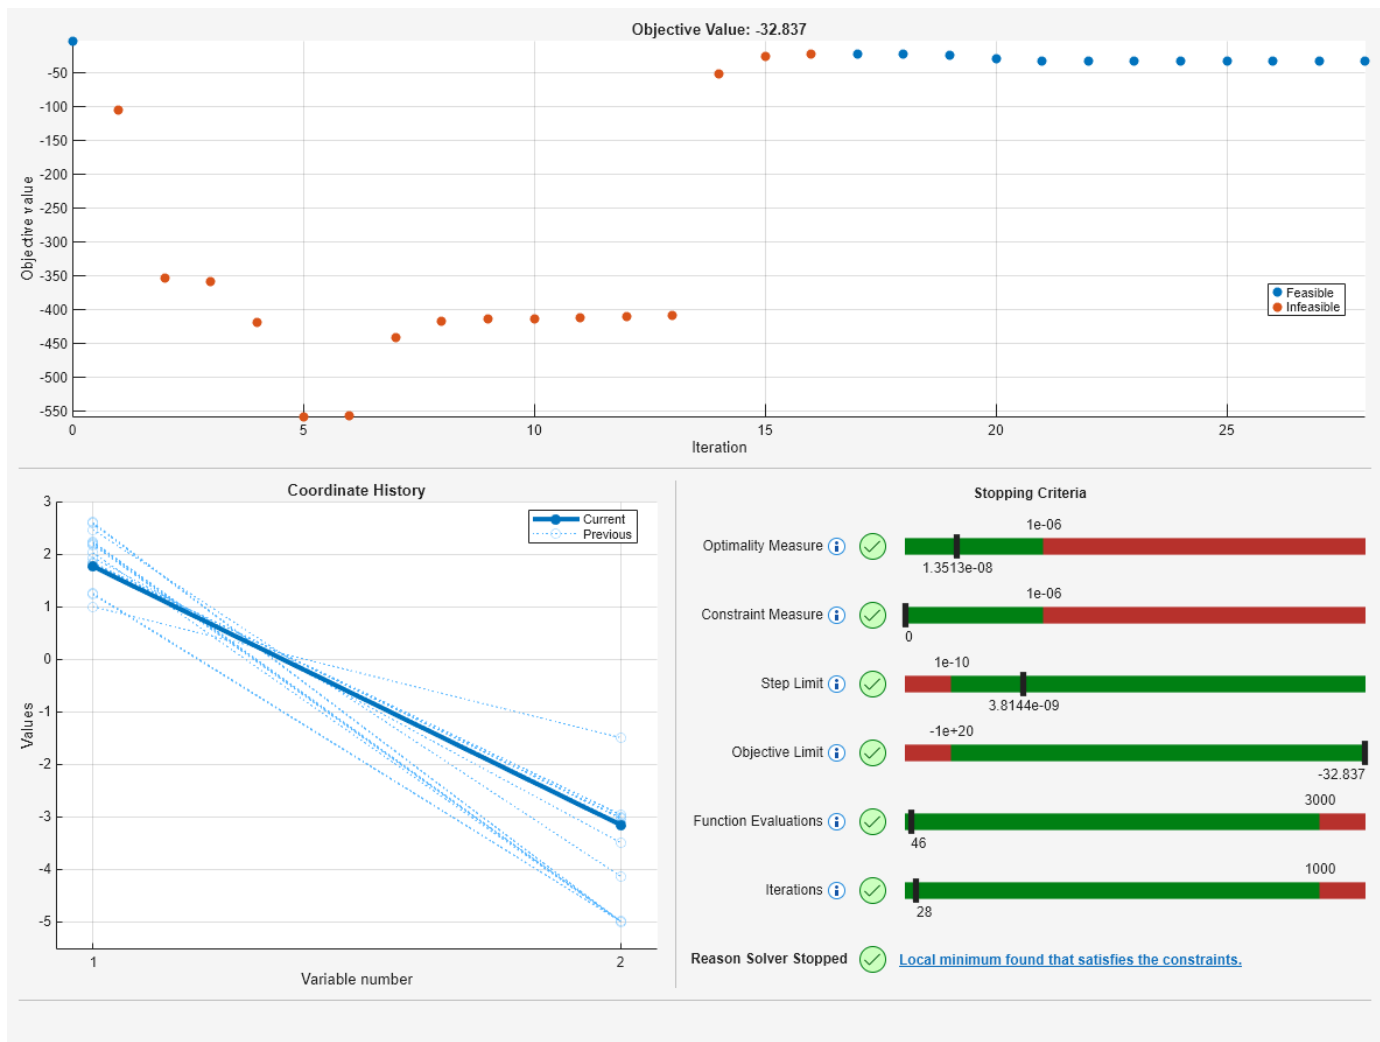 Objective Value: -32.837
-50
-100
-150
-200
-250
-300
-350
-400
-450
-500
-550
Objective value
0 5 10 15 20 25
Iteration
Feasible
Infeasible
Coordinate History
3
2
1
0
-1
-2
-3
-4
-5
Values
Current
Previous
1 2
Variable number
Stopping Criteria
1e-06
Optimality Measure
1.3513e-08
1e-06
Constraint Measure
0
1e-10
Step Limit
3.8144e-09
-1e+20
Objective Limit
-32.837
3000
Function Evaluations
46
1000
Iterations
28
Reason Solver Stopped Local minimum found that satisfies the constraints.